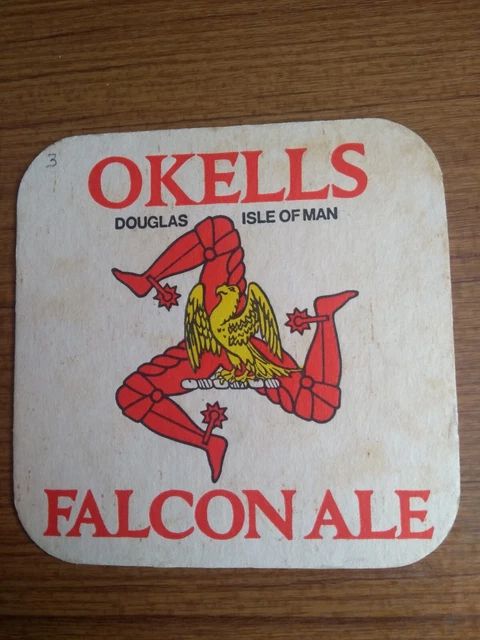 3
OKELLS
DOUGLAS ISLE OF MAN
FALCON ALE